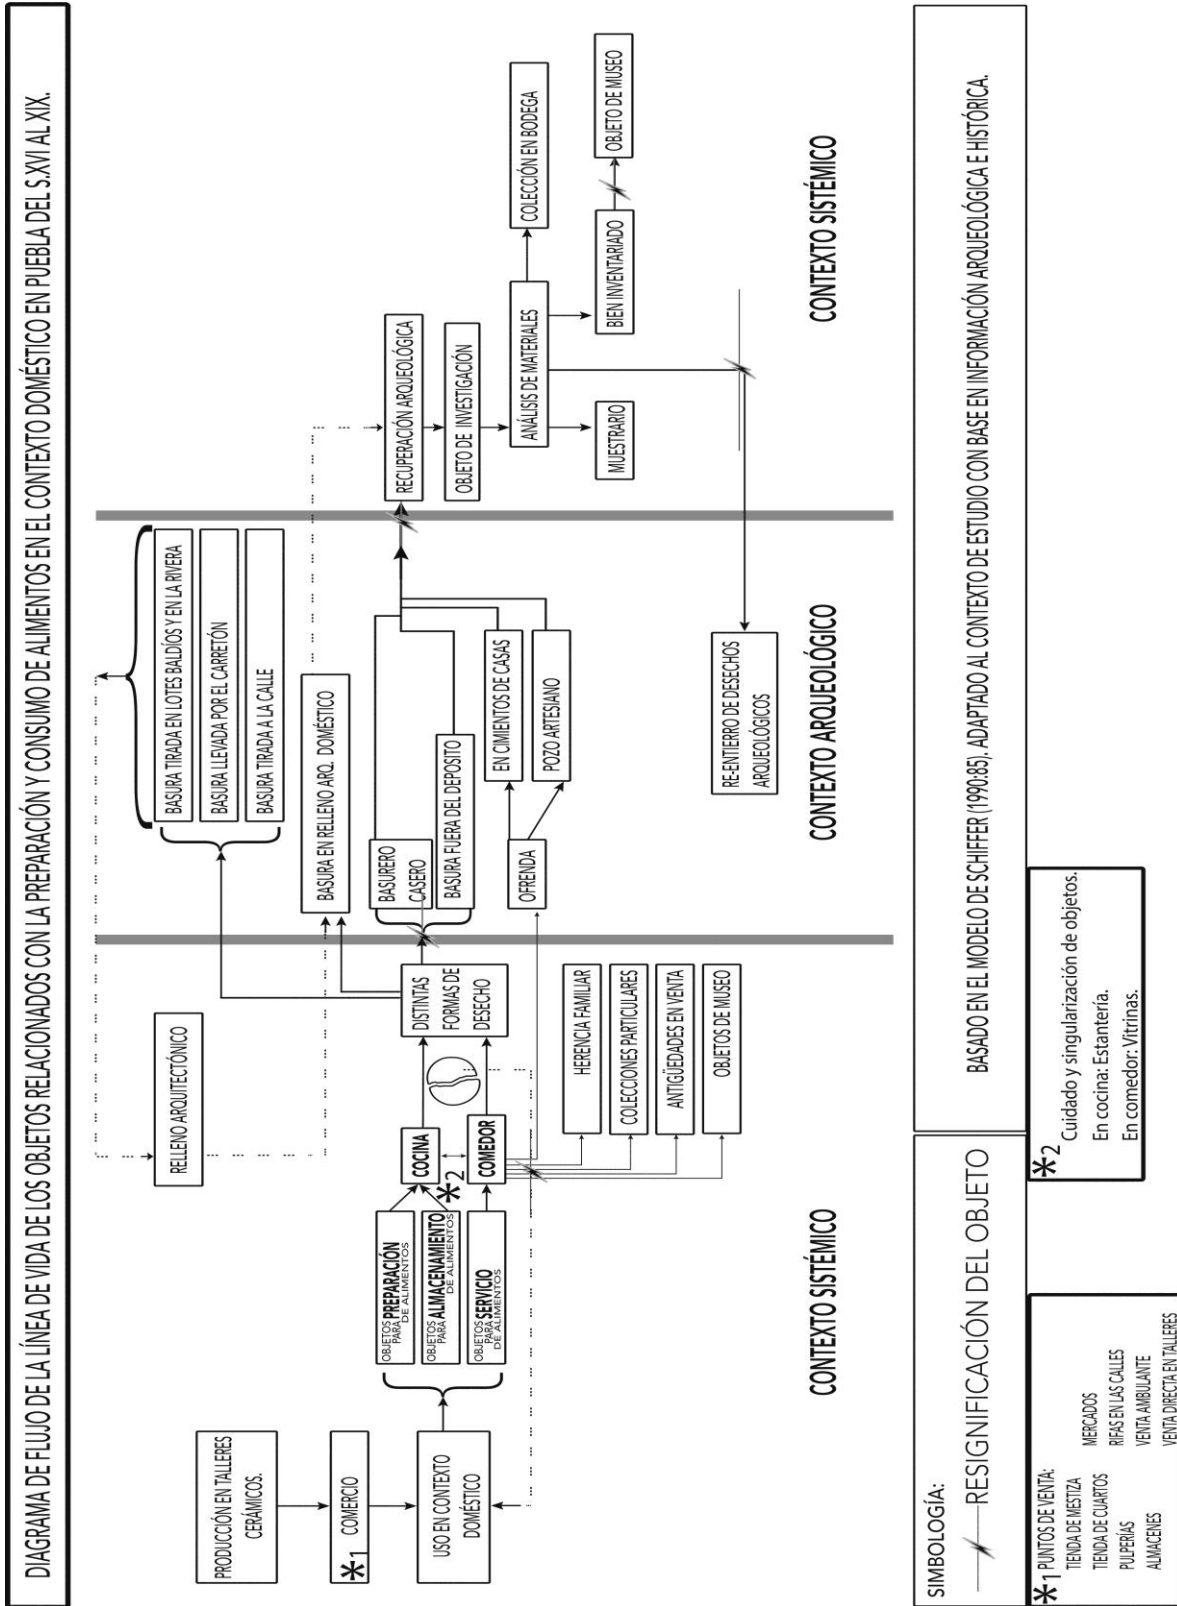 DIAGRAMA DE FLUJO DE LA LÍNEA DE VIDA DE LOS OBJETOS RELACIONADOS CON LA PREPARACIÓN Y CONSUMO DE ALIMENTOS EN EL CONTEXTO DOMÉSTICO EN PUEBLA DEL S.XVI AL XIX.
PRODUCCIÓN EN TALLERES
CERÁMICOS.
*1 COMERCIO
USO EN CONTEXTO
DOMÉSTICO
OBJETOS
PARA PREPARACIÓN
DE ALIMENTOS
OBJETOS
PARA ALMACENAMIENTO
DE ALIMENTOS
OBJETOS
PARA SERVICIO
DE ALIMENTOS
COCINA
*2
COMEDOR
RELLENO ARQUITECTÓNICO
DISTINTAS
FORMAS DE
DESECHO
HERENCIA FAMILIAR
COLECCIONES PARTICULARES
ANTIGÜEDADES EN VENTA
OBJETOS DE MUSEO
CONTEXTO SISTÉMICO
BASURA TIRADA EN LOTES BALDÍOS Y EN LA RIVERA
BASURA LLEVADA POR EL CARRETÓN
BASURA TIRADA A LA CALLE
BASURA EN RELLENO ARQ. DOMÉSTICO
BASURERO
CASERO
BASURA FUERA DEL DEPOSITO
OFRENDA
EN CIMIENTOS DE CASAS
POZO ARTESIANO
RE-ENTIERRO DE DESECHOS
ARQUEOLÓGICOS
CONTEXTO ARQUEOLÓGICO
RECUPERACIÓN ARQUEOLÓGICA
OBJETO DE INVESTIGACIÓN
ANÁLISIS DE MATERIALES
MUESTRARIO
COLECCIÓN EN BODEGA
BIEN INVENTARIADO
OBJETO DE MUSEO
CONTEXTO SISTÉMICO
SIMBOLOGÍA:
RESIGNIFICACIÓN DEL OBJETO
BASADO EN EL MODELO DE SCHIFFER (1990:85), ADAPTADO AL CONTEXTO DE ESTUDIO CON BASE EN INFORMACIÓN ARQUEOLÓGICA E HISTÓRICA.
*1 PUNTOS DE VENTA:
TIENDA DE MESTIZA
TIENDA DE CUARTOS
PULPERÍAS
ALMACENES
MERCADOS
RIFAS EN LAS CALLES
VENTA AMBULANTE
VENTA DIRECTA EN TALLERES
*2
Cuidado y singularización de objetos.
En cocina: Estantería.
En comedor: Vitrinas.